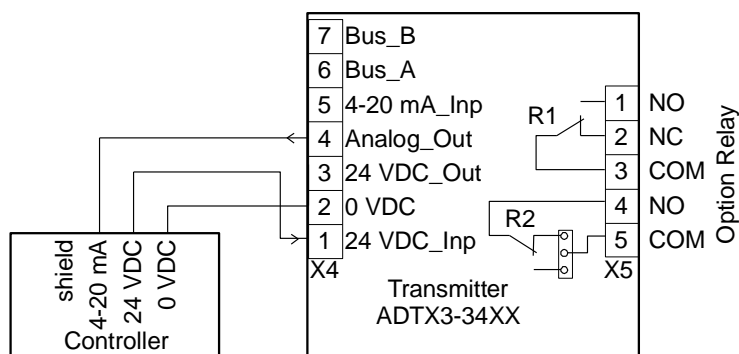 7 Bus_B
6 Bus_A
5 4-20 mA_Inp
4 Analog_Out
3 24 VDC_Out
2 0 VDC
1 24 VDC_Inp
X4
R1
R2
1 NO
2 NC
3 COM
4 NO
5 COM
X5
Option Relay
Transmitter
ADTX3-34XX
shield
4-20 mA
24 VDC
0 VDC
Controller